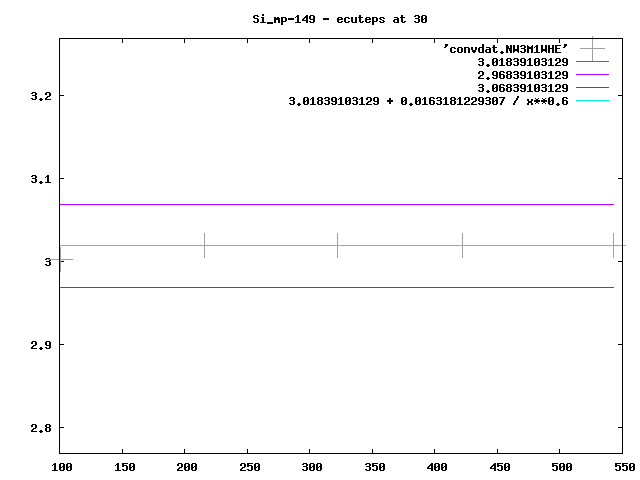 Si_mp-149 - ecuteps at 30
'convdat.NW3M1WHE'
3.01839103129
2.96839103129
3.06839103129
3.01839103129 + 0.0163181229307 / x**0.6
3.2
3.1
3
2.9
2.8
100 150 200 250 300 350 400 450 500 550